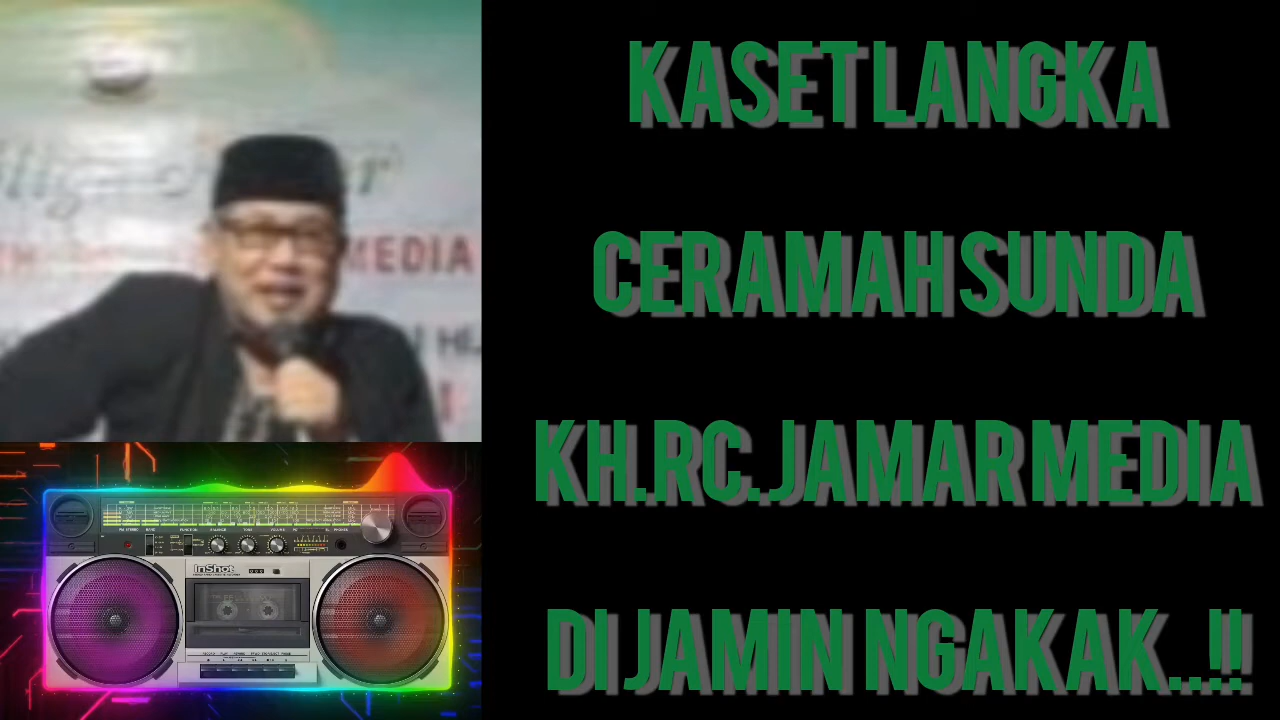 KASET LANGKA
CERAMAH SUNDA
KH.RC. JAMAR MEDIA
DI JAMIN NGAKAK..!!
MEDIA
InShot